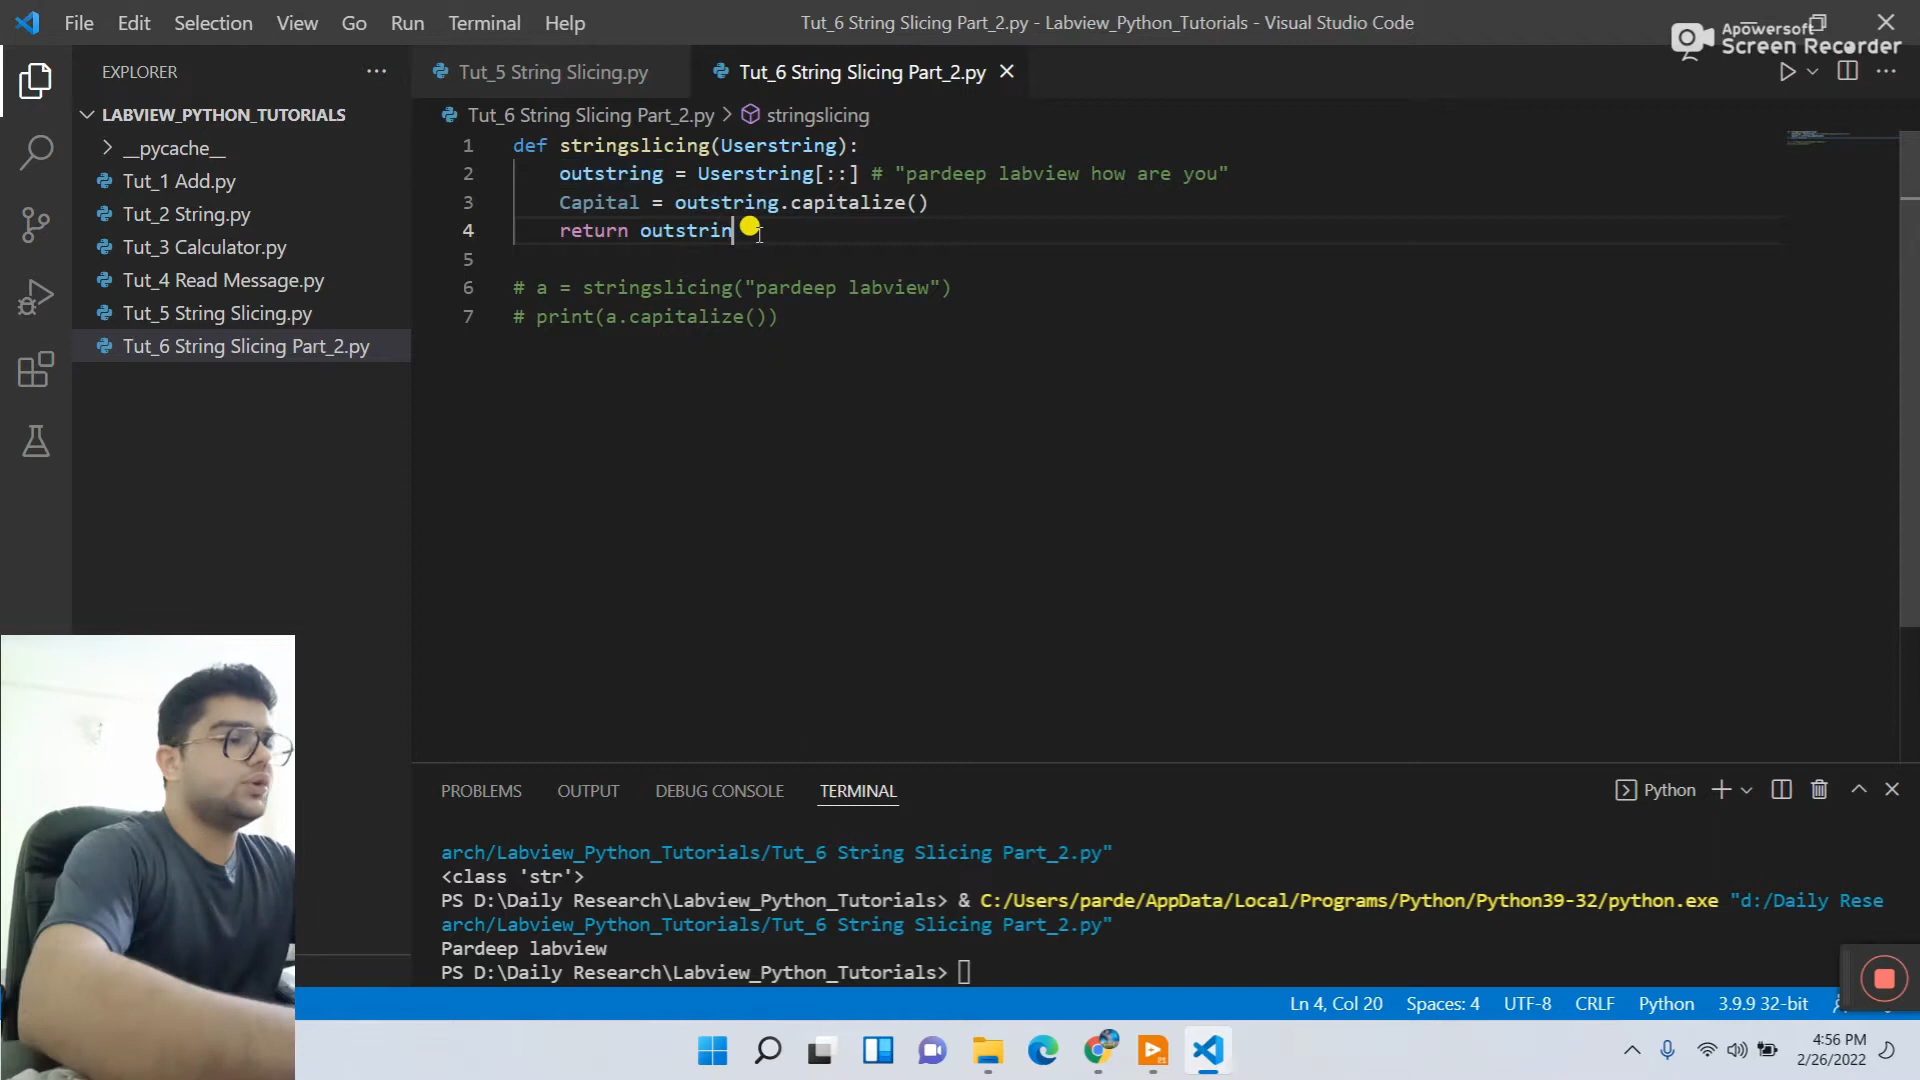 File Edit Selection View Go Run Terminal Help
Tut_6 String Slicing Part_2.py - Labview_Python_Tutorials - Visual Studio Code
Apowersoft
Screen Recorder
EXPLORER
Tut_5 String Slicing.py
Tut_6 String Slicing Part_2.py
LABVIEW_PYTHON_TUTORIALS
__pycache__
Tut_1 Add.py
Tut_2 String.py
Tut_3 Calculator.py
Tut_4 Read Message.py
Tut_5 String Slicing.py
Tut_6 String Slicing Part_2.py
Tut_6 String Slicing Part_2.py > stringslicing
1 def stringslicing(Userstring):
2 outstring = Userstring[::] # "pardeep labview how are you"
3 Capital = outstring.capitalize()
4 return outstrin
5
6 # a = stringslicing("pardeep labview")
7 # print(a.capitalize())
PROBLEMS OUTPUT DEBUG CONSOLE TERMINAL
Python
arch/Labview_Python_Tutorials/Tut_6 String Slicing Part_2.py"
<class 'str'>
PS D:\Daily Research\Labview_Python_Tutorials> & C:/Users/parde/AppData/Local/Programs/Python/Python39-32/python.exe "d:/Daily Rese
arch/Labview_Python_Tutorials/Tut_6 String Slicing Part_2.py"
Pardeep labview
PS D:\Daily Research\Labview_Python_Tutorials>
Ln 4, Col 20 Spaces: 4 UTF-8 CRLF Python 3.9.9 32-bit
4:56 PM
2/26/2022